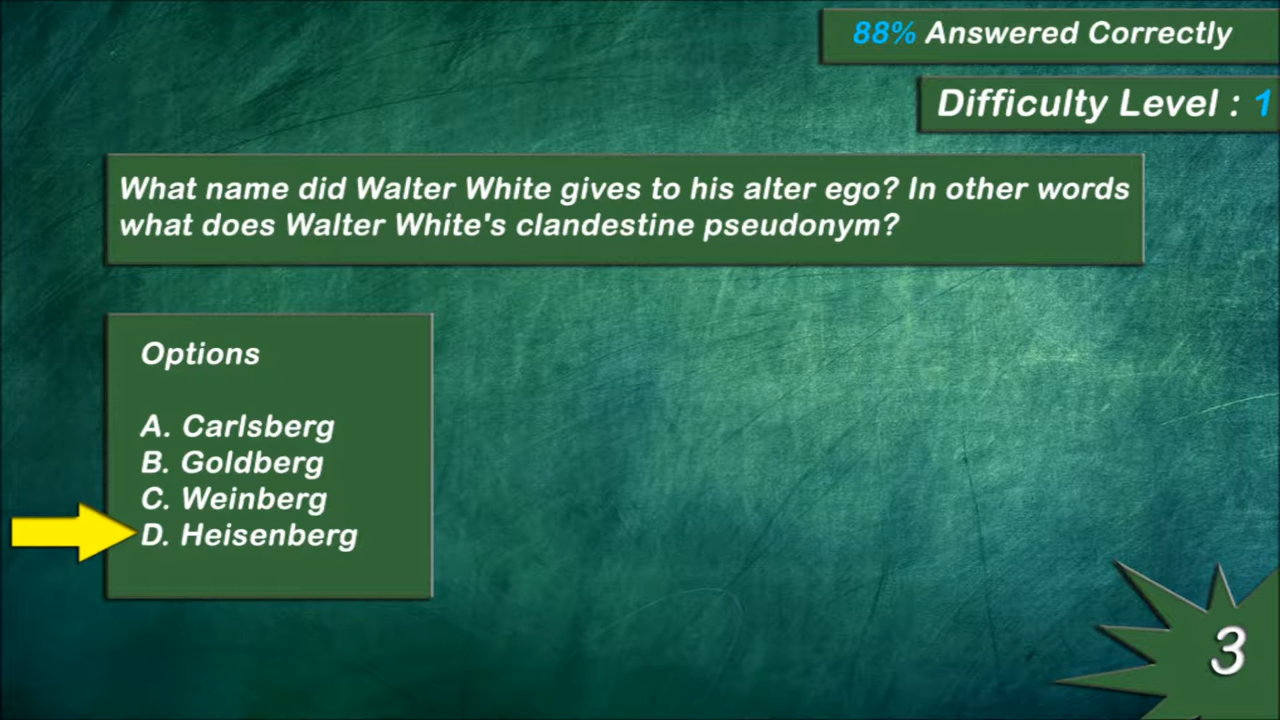 88% Answered Correctly
Difficulty Level : 1
What name did Walter White gives to his alter ego? In other words
what does Walter White's clandestine pseudonym?
Options
A. Carlsberg
B. Goldberg
C. Weinberg
D. Heisenberg
3